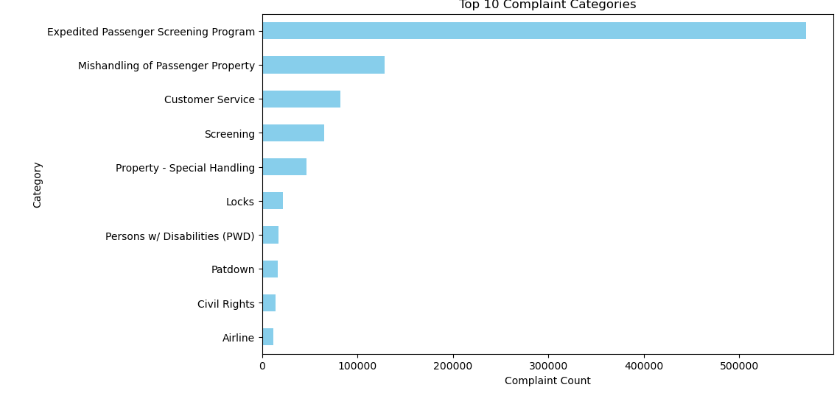 Top 10 Complaint Categories
Expedited Passenger Screening Program
Mishandling of Passenger Property
Customer Service
Screening
Property - Special Handling
Locks
Persons w/ Disabilities (PWD)
Patdown
Civil Rights
Airline
Category
0 100000 200000 300000 400000 500000
Complaint Count